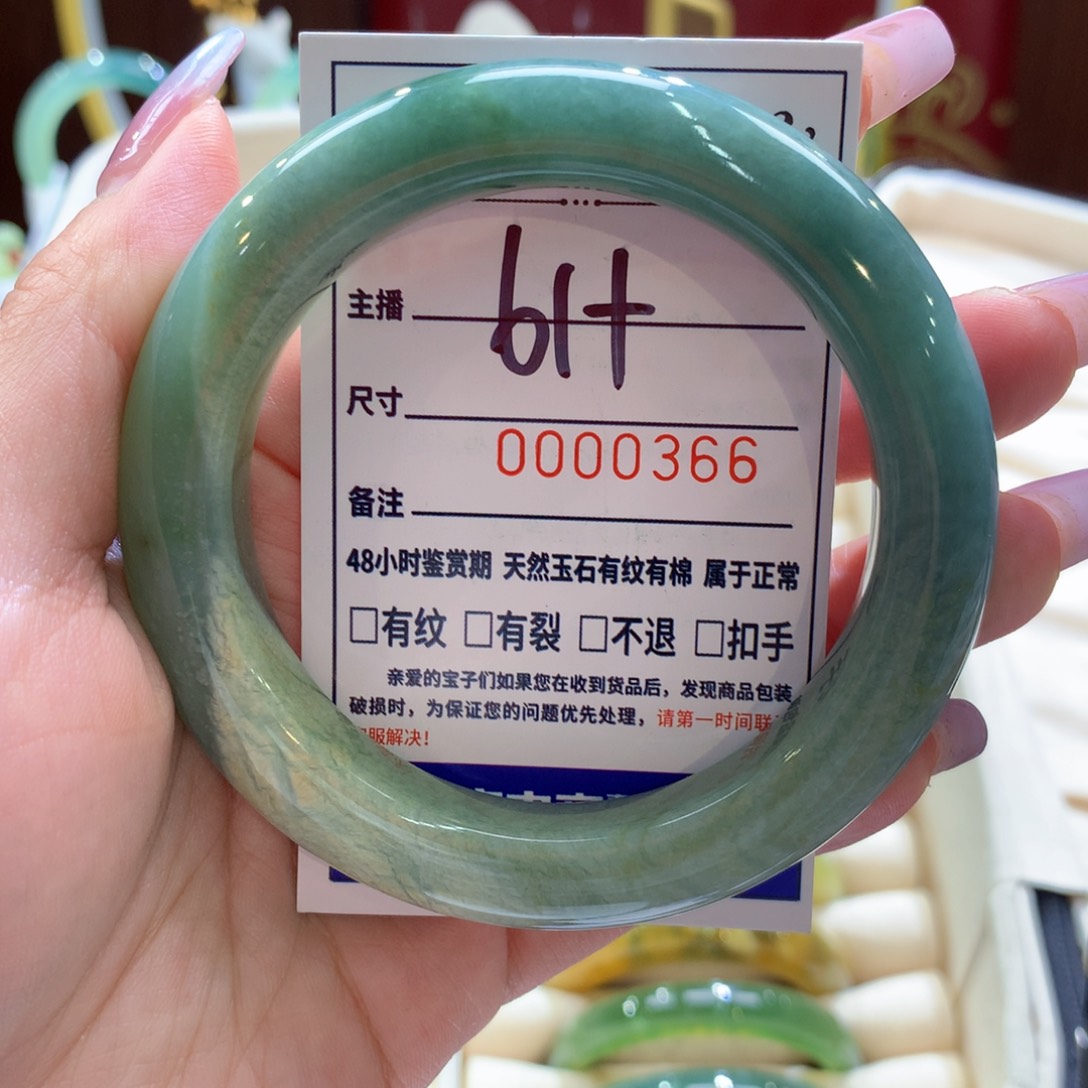 主播
61+
尺寸
0000366
备注
48小时鉴赏期 天然玉石有纹有棉 属于正常
□有纹 □有裂 □不退 □扣手
亲爱的宝子们如果您在收到货品后，发现商品包装
破损时，为保证您的问题优先处理，请第一时间联
服解决！